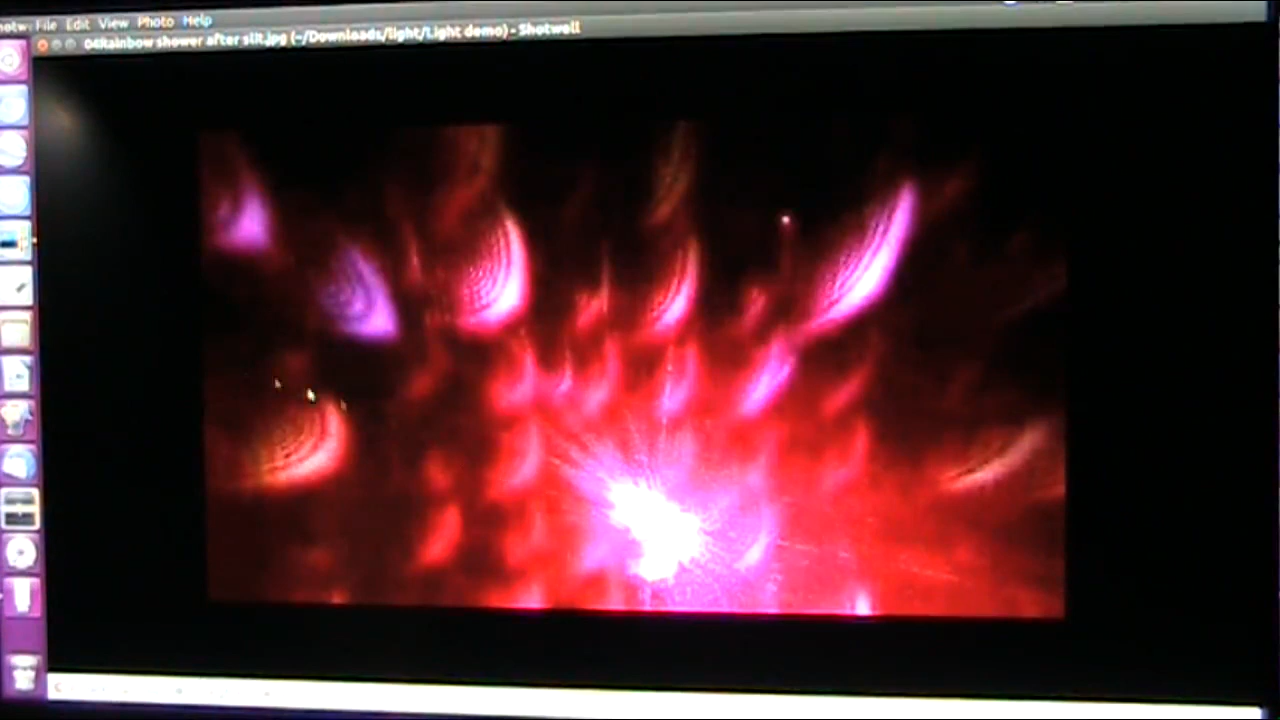 File Edit View Photo Help
04Rainbow shower after slit.jpg (~/Downloads/light/Light demo) - Shotwell